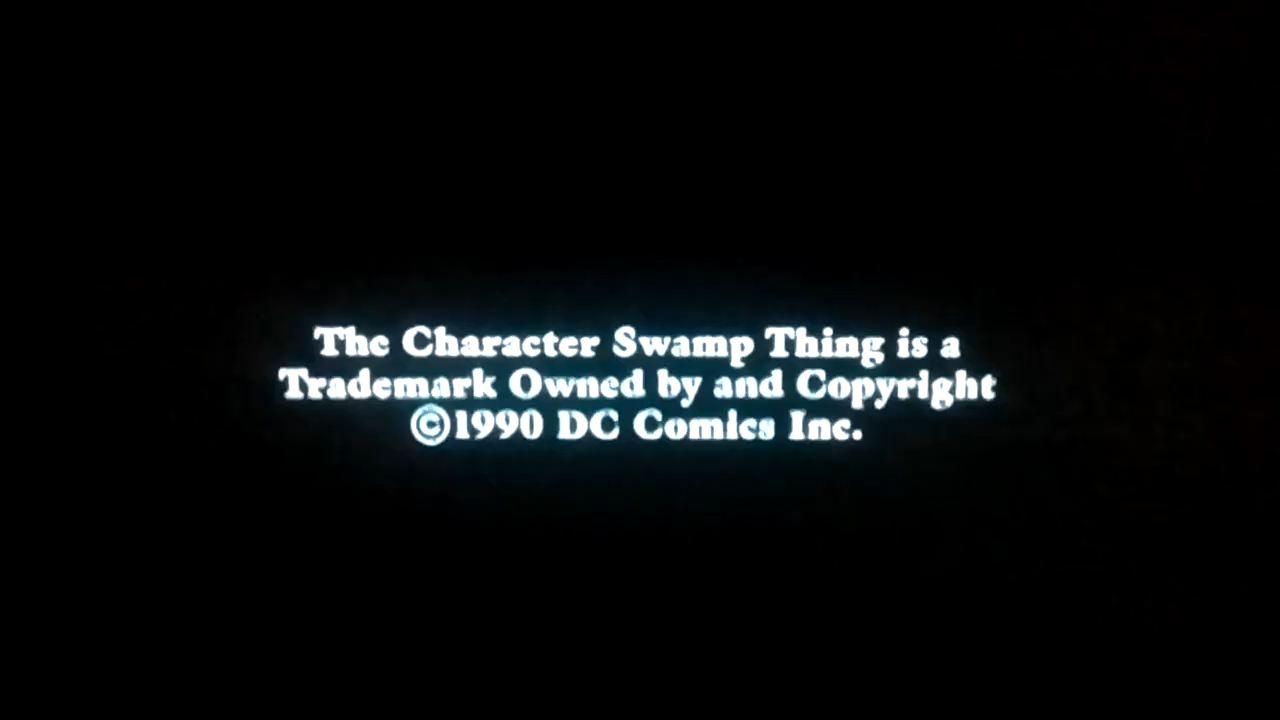 The Character Swamp Thing is a
Trademark Owned by and Copyright
©1990 DC Comics Inc.